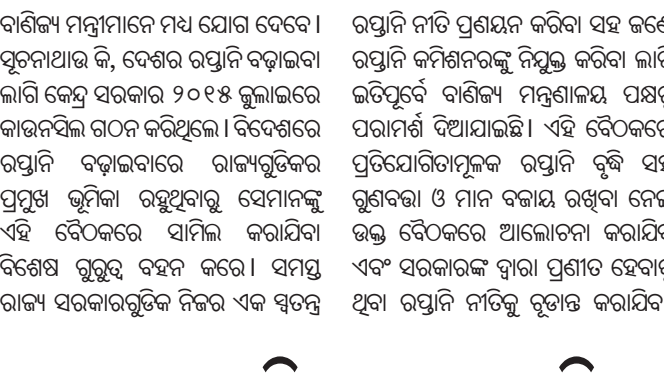 ବାଣିଜ୍ୟ ମନ୍ତ୍ରୀମାନେ ମଧ୍ୟ ଯୋଗ ଦେବେ ।
ସୂଚନାଥାଉ କି, ଦେଶର ରପ୍ତାନି ବଢ଼ାଇବା
ଲାଗି କେନ୍ଦ୍ର ସରକାର ୨୦୧୫ ଜୁଲାଇରେ
କାଉନସିଲ ଗଠନ କରିଥିଲେ । ବିଦେଶରେ
ରପ୍ତାନି ବଢ଼ାଇବାରେ ରାଜ୍ୟଗୁଡିକର
ପ୍ରମୁଖ ଭୂମିକା ରହୁଥିବାରୁ ସେମାନଙ୍କୁ
ଏହି ବୈଠକରେ ସାମିଲ କରାଯିବା
ବିଶେଷ ଗୁରୁତ୍ୱ ବହନ କରେ । ସମସ୍ତ
ରାଜ୍ୟ ସରକାରଗୁଡିକ ନିଜର ଏକ ସ୍ୱତନ୍ତ୍ର
ରପ୍ତାନି ନୀତି ପ୍ରଣୟନ କରିବା ସହ ଜଣେ
ରପ୍ତାନି କମିଶନରଙ୍କୁ ନିଯୁକ୍ତ କରିବା
ଇତିପୂର୍ବେ ବାଣିଜ୍ୟ ମନ୍ତ୍ରଣାଳୟ ପକ୍ଷରୁ
ପରାମର୍ଶ ଦିଆଯାଇଛି । ଏହି ବୈଠକରେ
ପ୍ରତିଯୋଗିତାମୂଳକ ରପ୍ତାନି ବୃଦ୍ଧି
ଗୁଣବତ୍ତା ଓ ମାନ ବଜାୟ ରଖିବା ନେଇ
ଉକ୍ତ ବୈଠକରେ ଆଲୋଚନା
ଏବଂ ସରକାରଙ୍କ ଦ୍ୱାରା ପ୍ରଣୀତ
ଥିବା ରପ୍ତାନି ନୀତିକୁ ଚୂଡାନ୍ତ କରାଯିବ